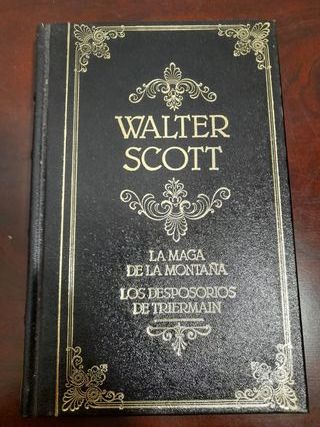 WALTER
SCOTT
LA MAGA
DE LA MONTAÑA
LOS DESPOSORIOS
DE TRIERMAIN